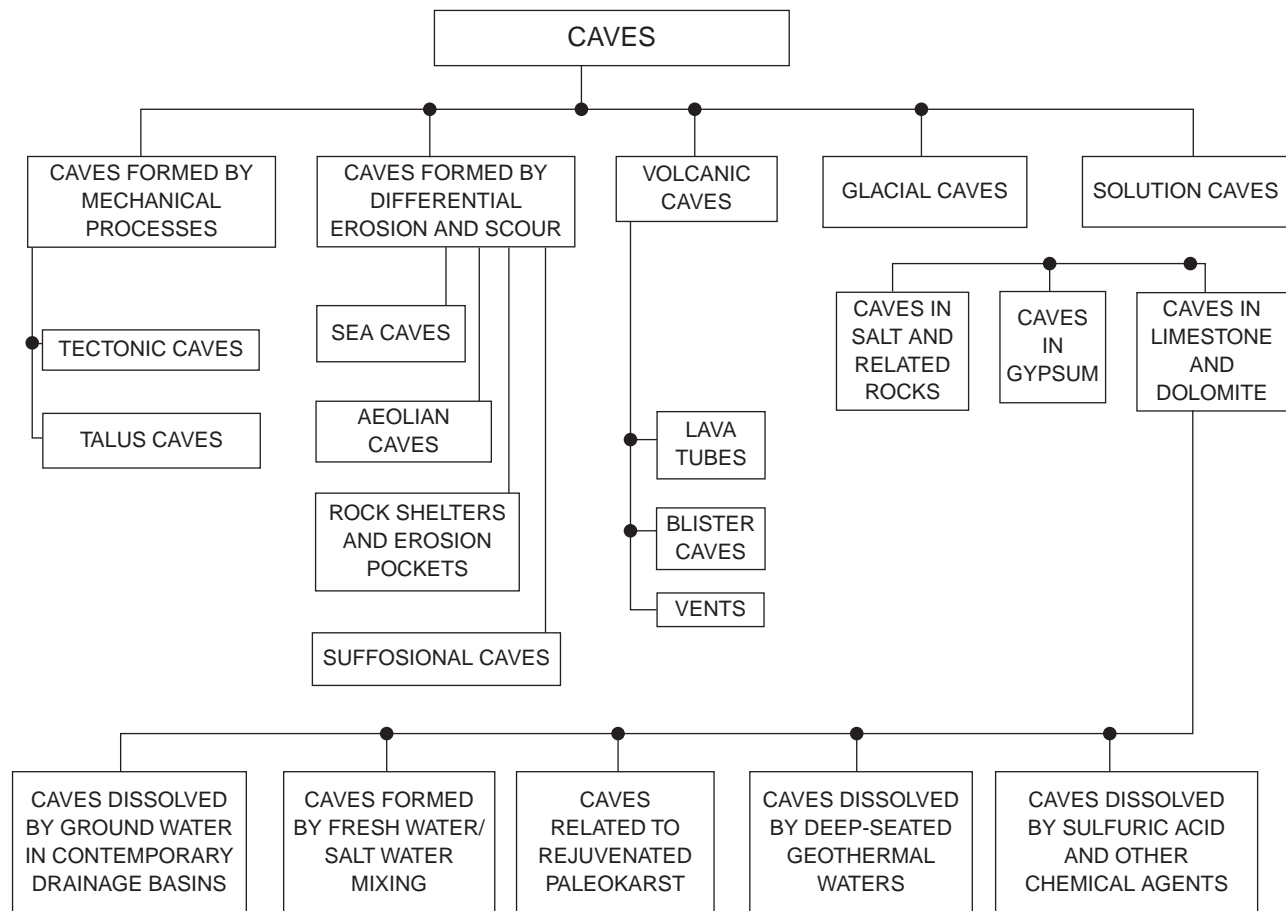 CAVES
CAVES FORMED BY
MECHANICAL
PROCESSES
CAVES FORMED BY
DIFFERENTIAL
EROSION AND SCOUR
VOLCANIC
CAVES
GLACIAL CAVES
SOLUTION CAVES
TECTONIC CAVES
TALUS CAVES
SEA CAVES
AEOLIAN
CAVES
ROCK SHELTERS
AND EROSION
POCKETS
SUFFOSIONAL CAVES
LAVA
TUBES
BLISTER
CAVES
VENTS
CAVES IN
SALT AND
RELATED
ROCKS
CAVES
IN
GYPSUM
CAVES IN
LIMESTONE
AND
DOLOMITE
CAVES DISSOLVED
BY GROUND WATER
IN CONTEMPORARY
DRAINAGE BASINS
CAVES FORMED
BY FRESH WATER/
SALT WATER
MIXING
CAVES
RELATED TO
REJUVENATED
PALEOKARST
CAVES DISSOLVED
BY DEEP-SEATED
GEOTHERMAL
WATERS
CAVES DISSOLVED
BY SULFURIC ACID
AND OTHER
CHEMICAL AGENTS